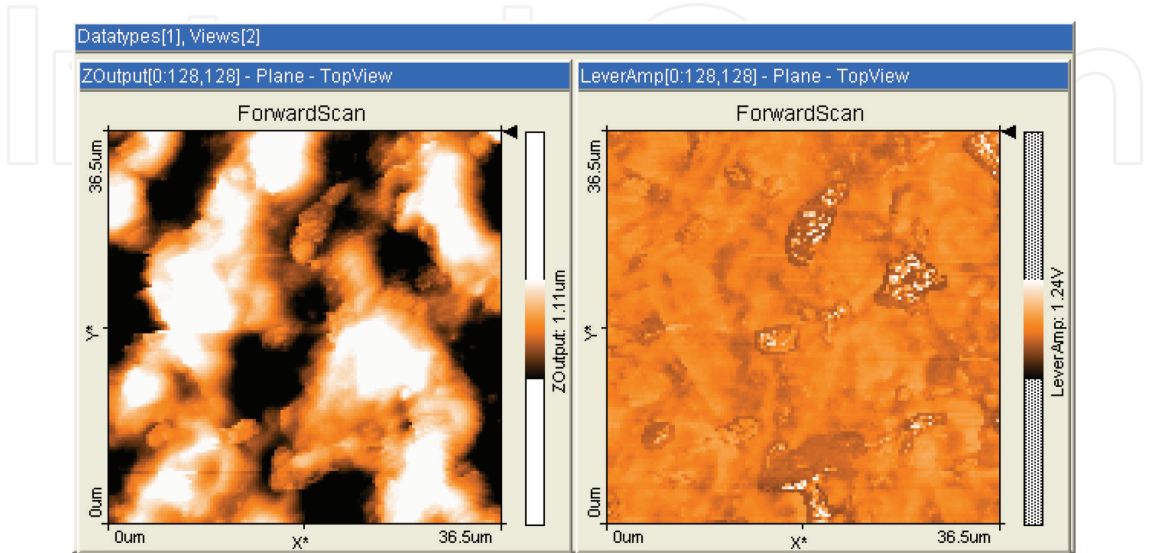 Datatypes[1], Views[2]
ZOutput[0:128,128] - Plane - TopView
ForwardScan
36.5um
Y*
0um
0um
X*
36.5um
ZOutput: 1.11um
LeverAmp[0:128,128] - Plane - TopView
ForwardScan
36.5um
Y*
0um
0um
X*
36.5um
LeverAmp: 1.24V